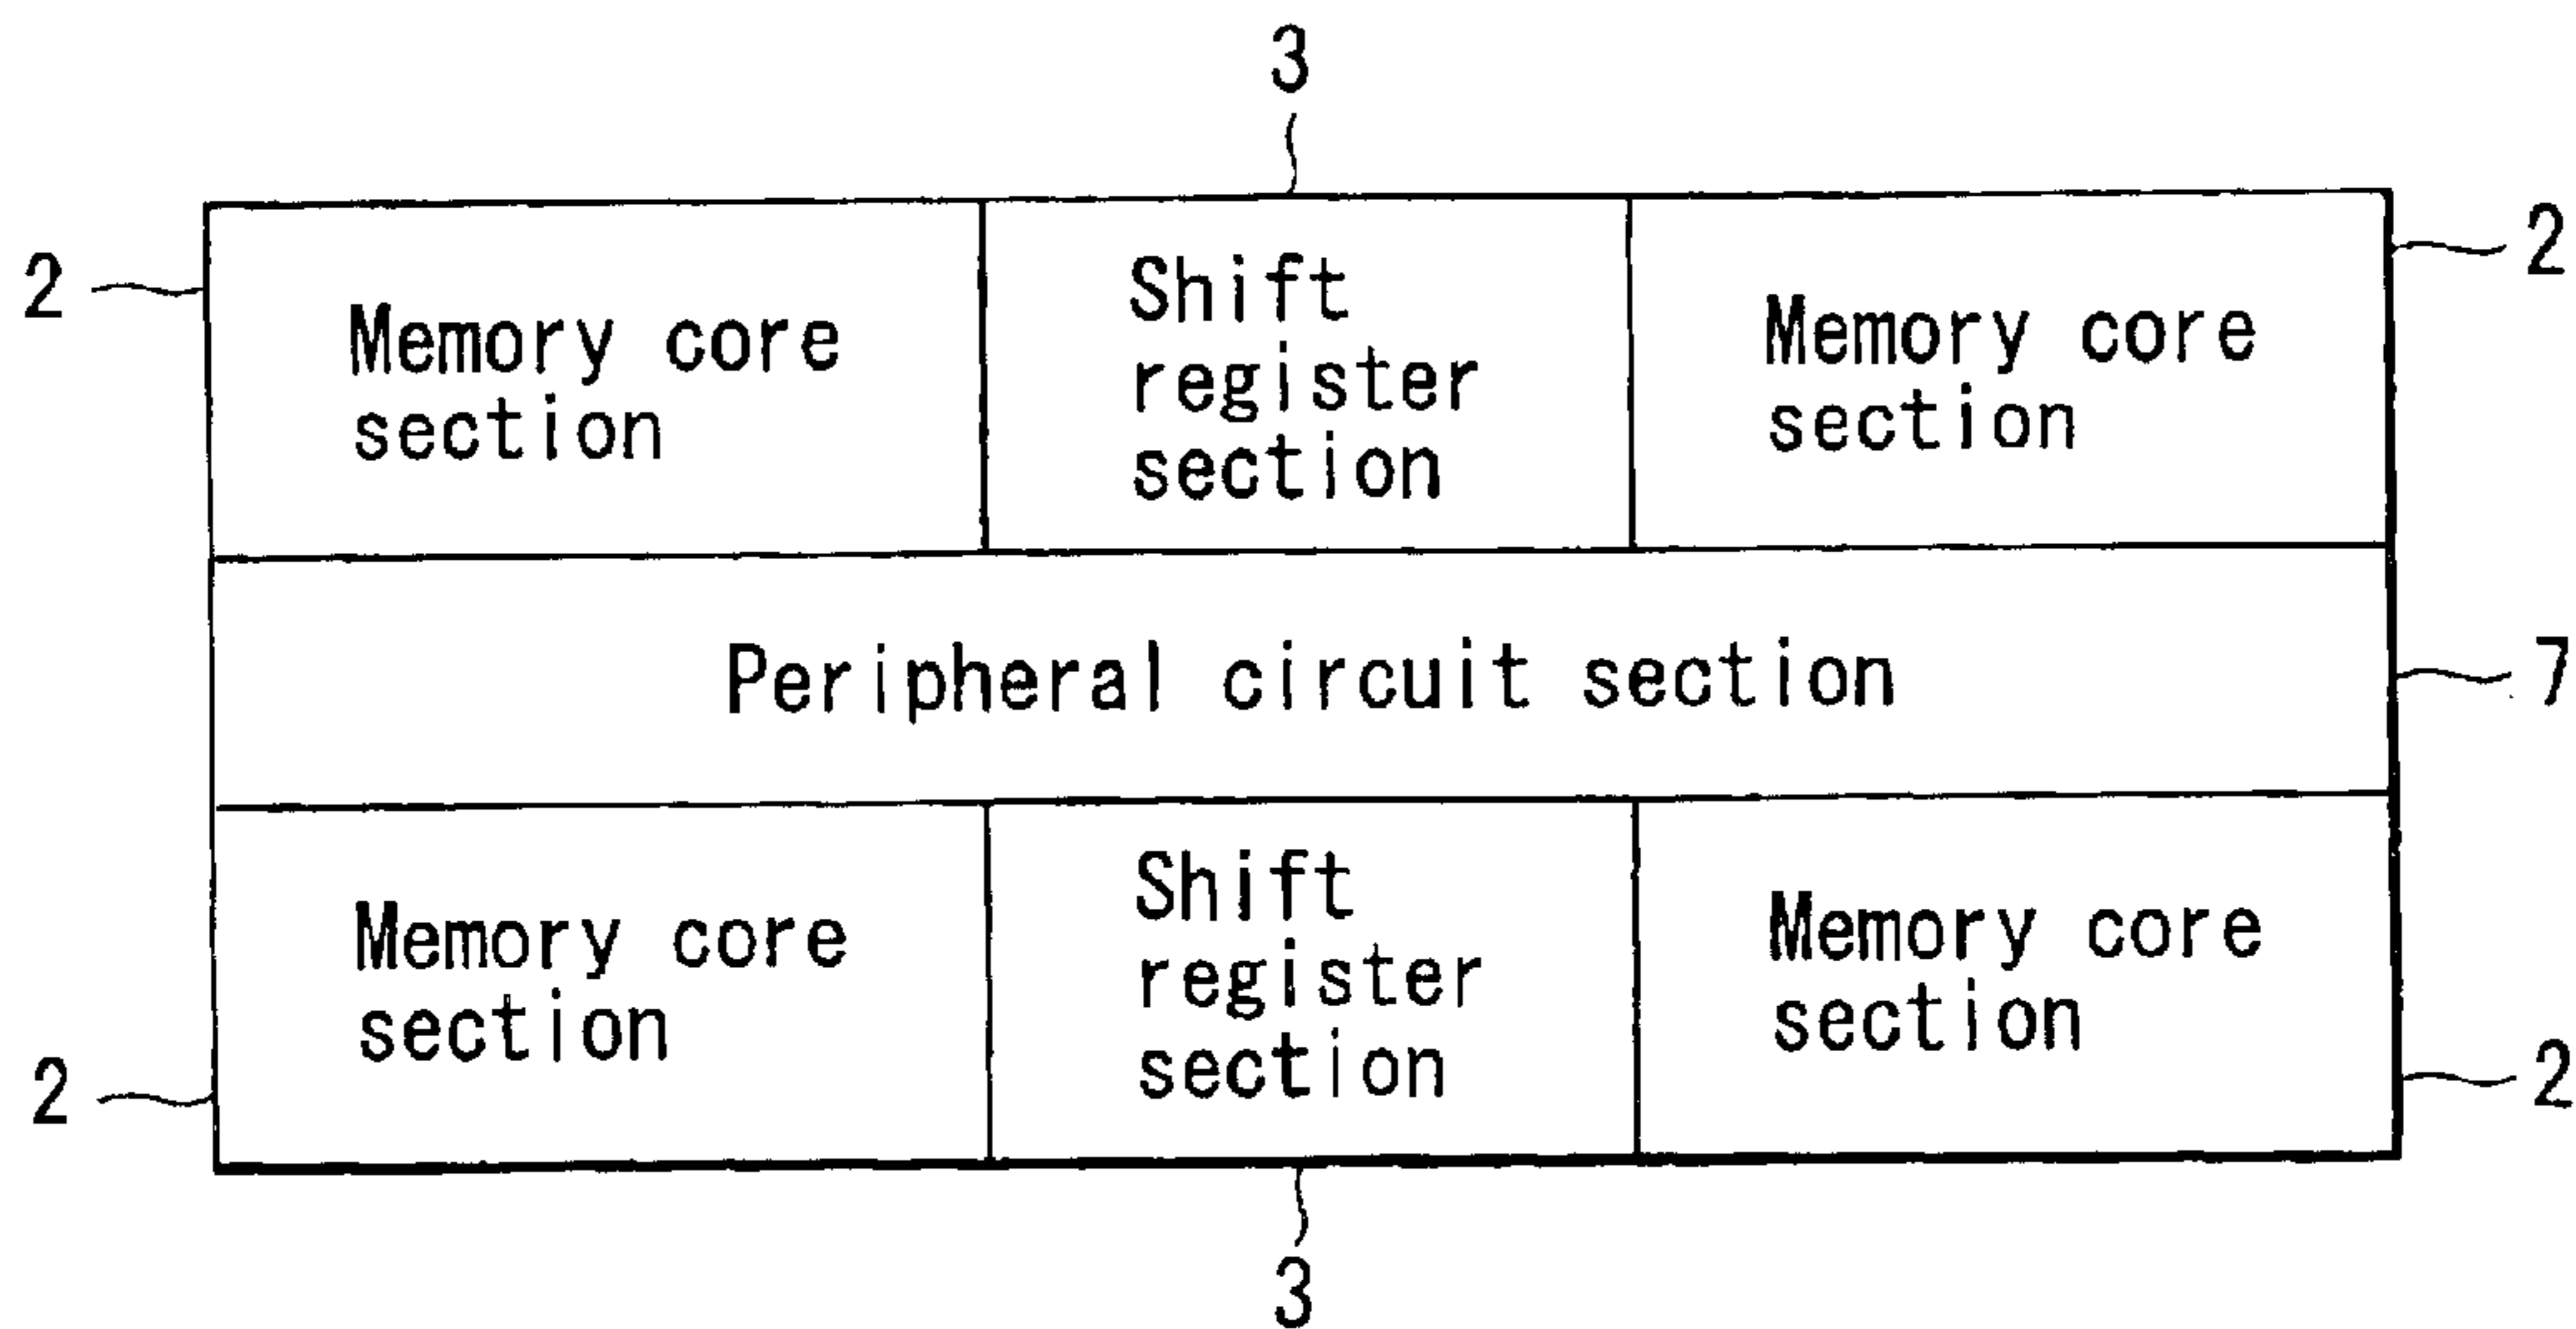 3
2
Memory core
section
Shift
register
section
Memory core
section
2
Peripheral circuit section
7
Memory core
section
2
Shift
register
section
Memory core
section
2
3